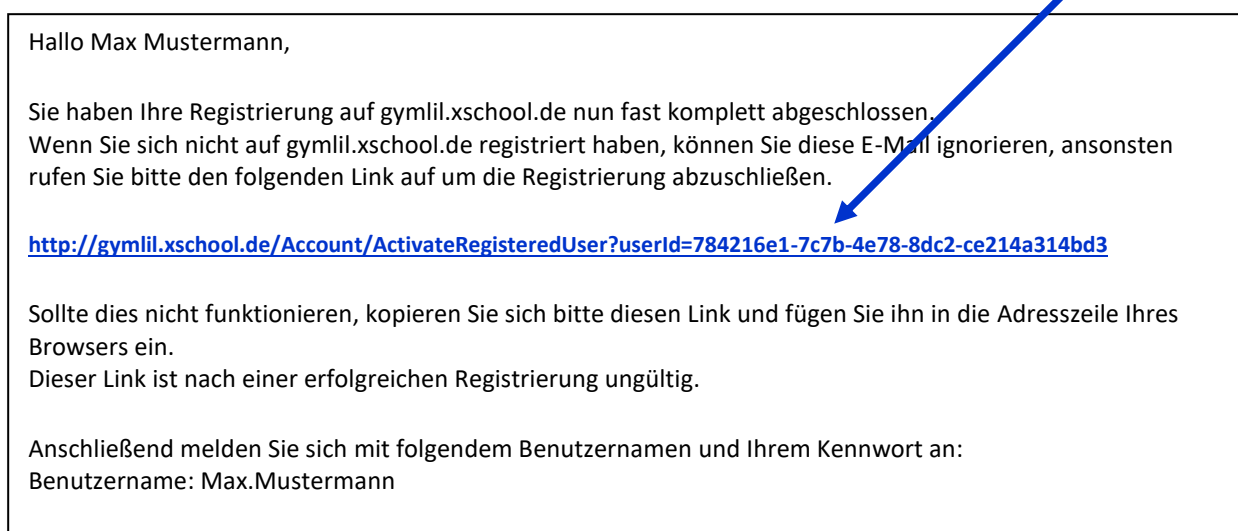 Hallo Max Mustermann,
Sie haben Ihre Registrierung auf gymlil.xschool.de nun fast komplett abgeschlossen.
Wenn Sie sich nicht auf gymlil.xschool.de registriert haben, können Sie diese E-Mail ignorieren, ansonsten
rufen Sie bitte den folgenden Link auf um die Registrierung abzuschließen.
http://gymlil.xschool.de/Account/ActivateRegisteredUser?userId=784216e1-7c7b-4e78-8dc2-ce214a314bd3
Sollte dies nicht funktionieren, kopieren Sie sich bitte diesen Link und fügen Sie ihn in die Adresszeile Ihres
Browsers ein.
Dieser Link ist nach einer erfolgreichen Registrierung ungültig.
Anschließend melden Sie sich mit folgendem Benutzernamen und Ihrem Kennwort an:
Benutzername: Max.Mustermann